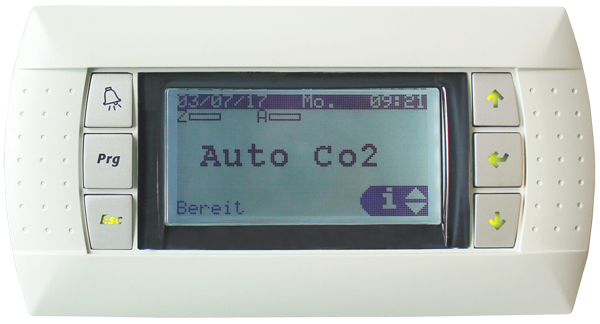 03/07/17 Mo. 09:21
Z A
Auto Co2
Bereit i
Prg
Esc